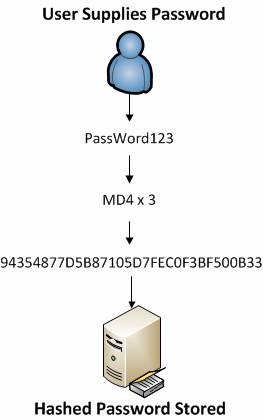 User Supplies Password
PassWord123
MD4 x 3
94354877D5B87105D7FEC0F3BF500B33
Hashed Password Stored